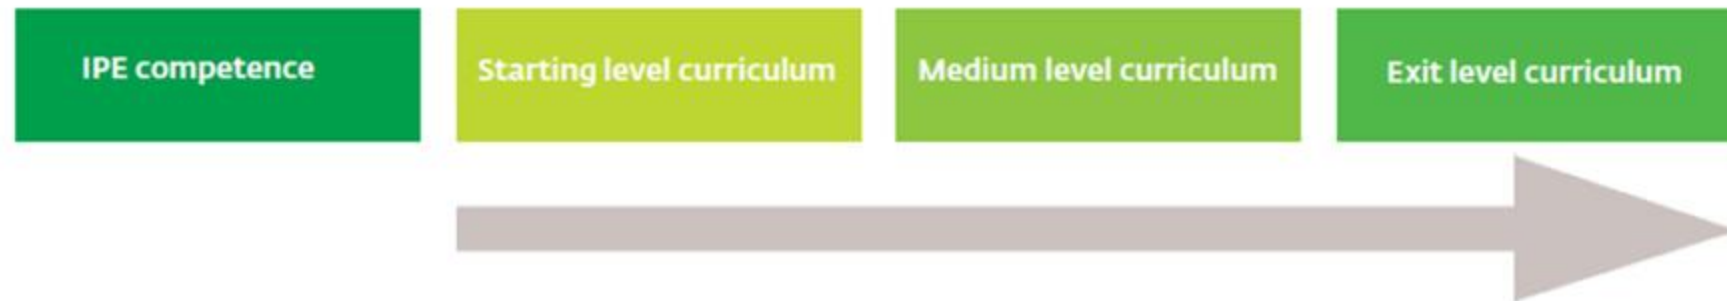 IPE competence
Starting level curriculum
Medium level curriculum
Exit level curriculum